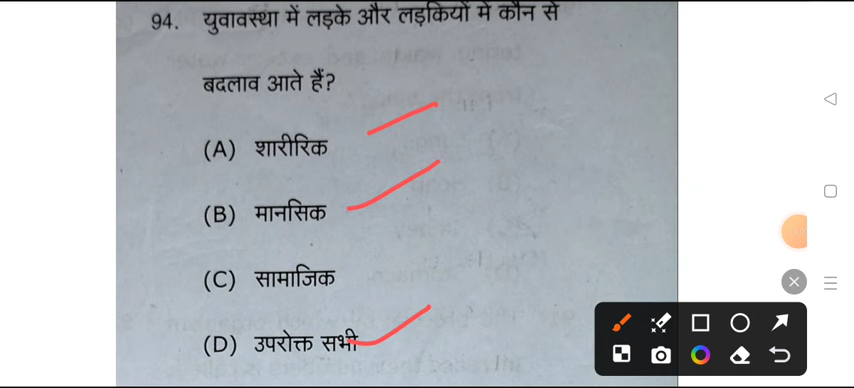 94. युवावस्था में लड़के और लड़कियों में कौन से
बदलाव आते हैं?
(A) शारीरिक
(B) मानसिक
(C) सामाजिक
(D) उपरोक्त सभी